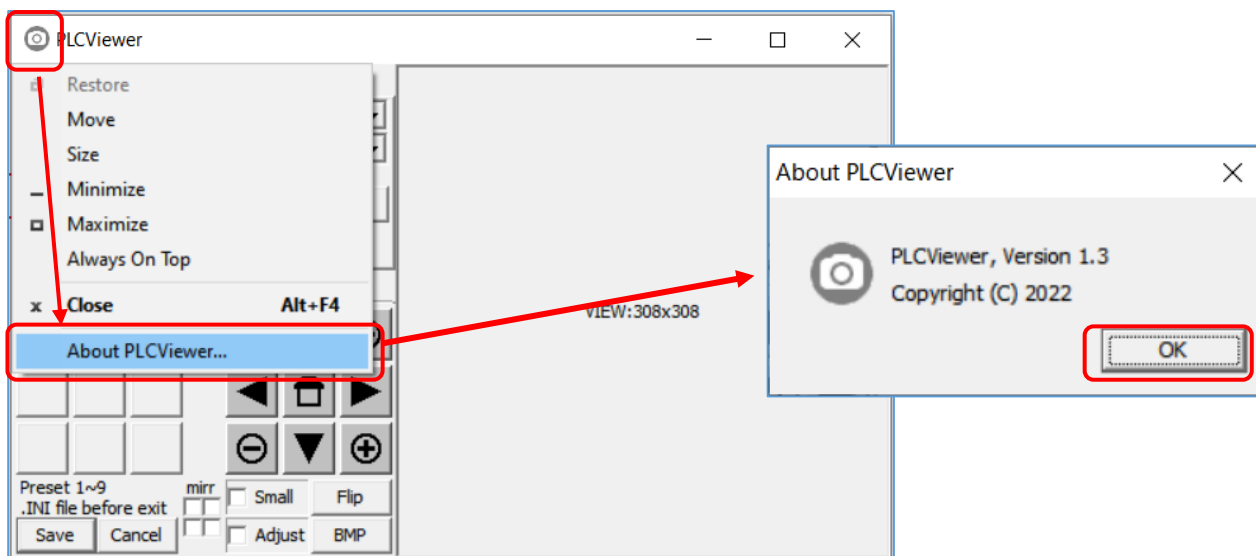 PLCViewer
Restore
Move
Size
Minimize
Maximize
Always On Top
Close Alt+F4
About PLCViewer...
VIEW:308x308
Preset 1~9
.INI file before exit
mirr
Small
Flip
Save
Cancel
Adjust
BMP
About PLCViewer
PLCViewer, Version 1.3
Copyright (C) 2022
OK